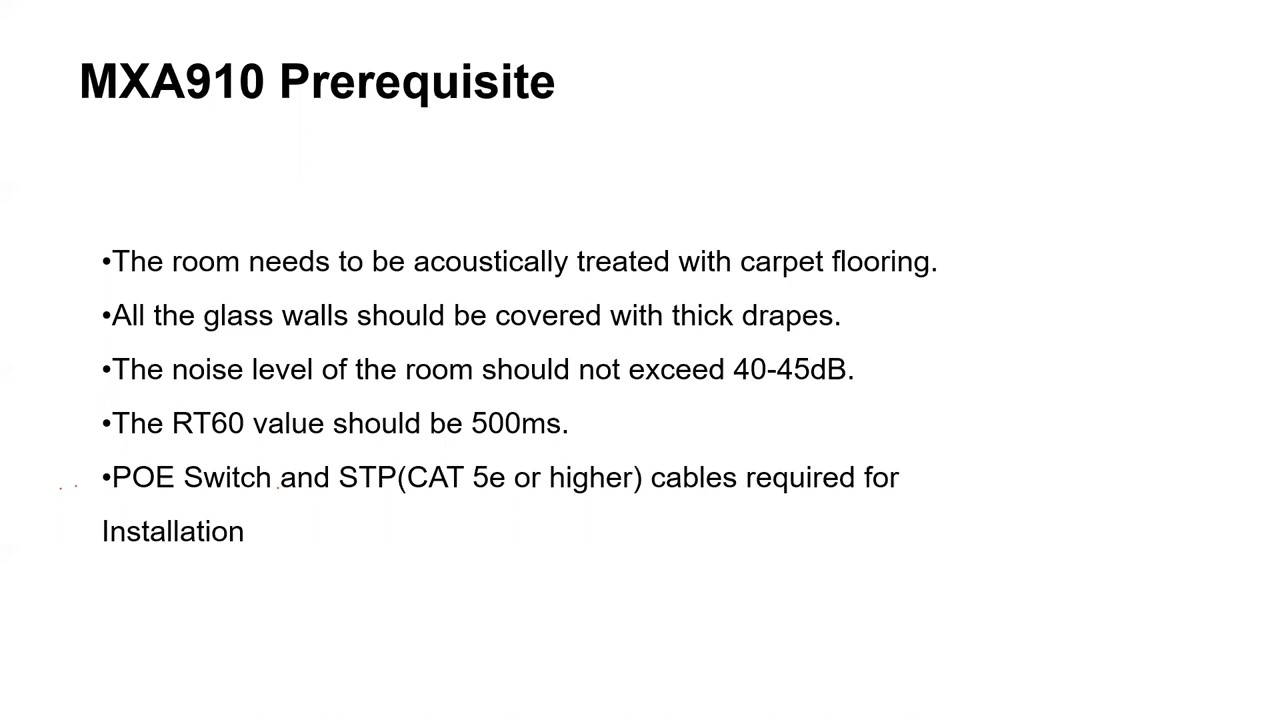 MXA910 Prerequisite
•The room needs to be acoustically treated with carpet flooring.
•All the glass walls should be covered with thick drapes.
•The noise level of the room should not exceed 40-45dB.
•The RT60 value should be 500ms.
•POE Switch and STP(CAT 5e or higher) cables required for
Installation